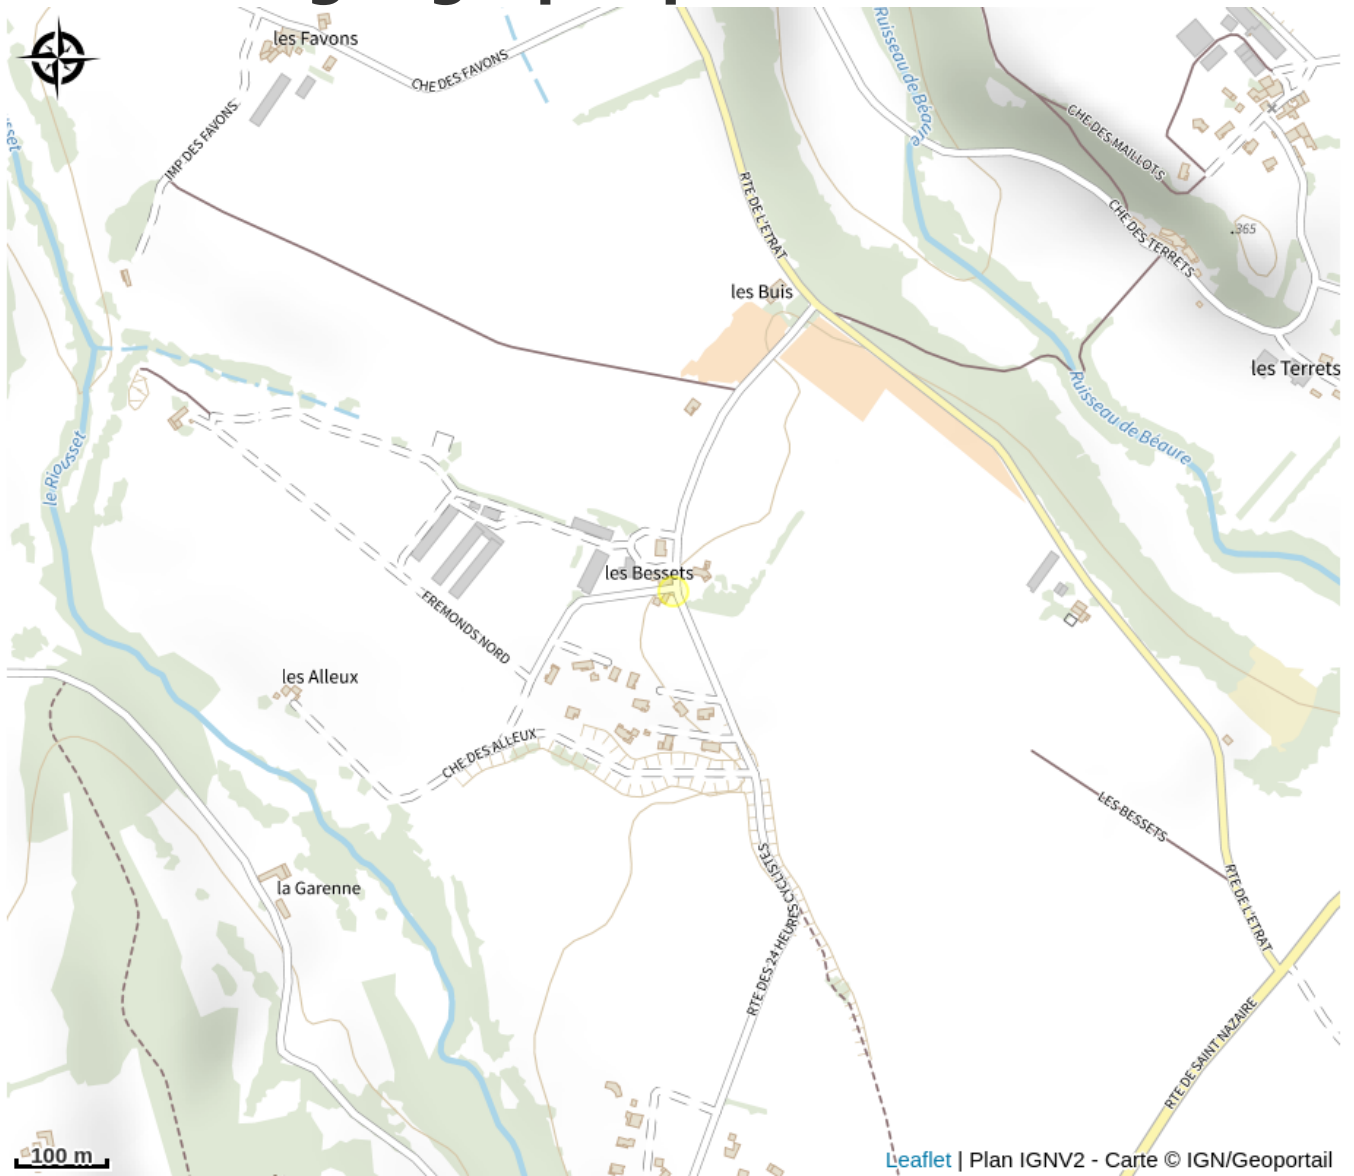 les Favons
CHE DES FAVONS
IMP DES FAVONS
Ruisseau de Béaure
CHE DES MAILLOTS
RTE DE L'ETRAT
CHE DES TERRETS
.365
les Buis
les Terrets
Ruisseau de Béaure
le Riousset
les Bessets
FREMONDS NORD
les Alleux
CHE DES ALLEUX
LES BESSETS
RTE DES 24 HEURES CYCLISTES
la Garenne
RTE DE L'ETRAT
RTE DE SAINT NAZAIRE
100 m
Leaflet | Plan IGNV2 - Carte © IGN/Geoportail